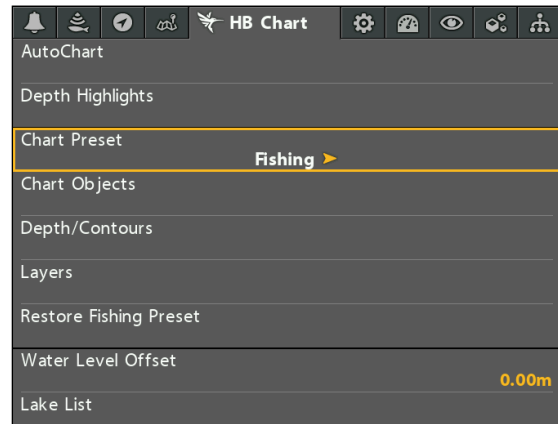 HB Chart
AutoChart
Depth Highlights
Chart Preset
Fishing
Chart Objects
Depth/Contours
Layers
Restore Fishing Preset
Water Level Offset
0.00m
Lake List